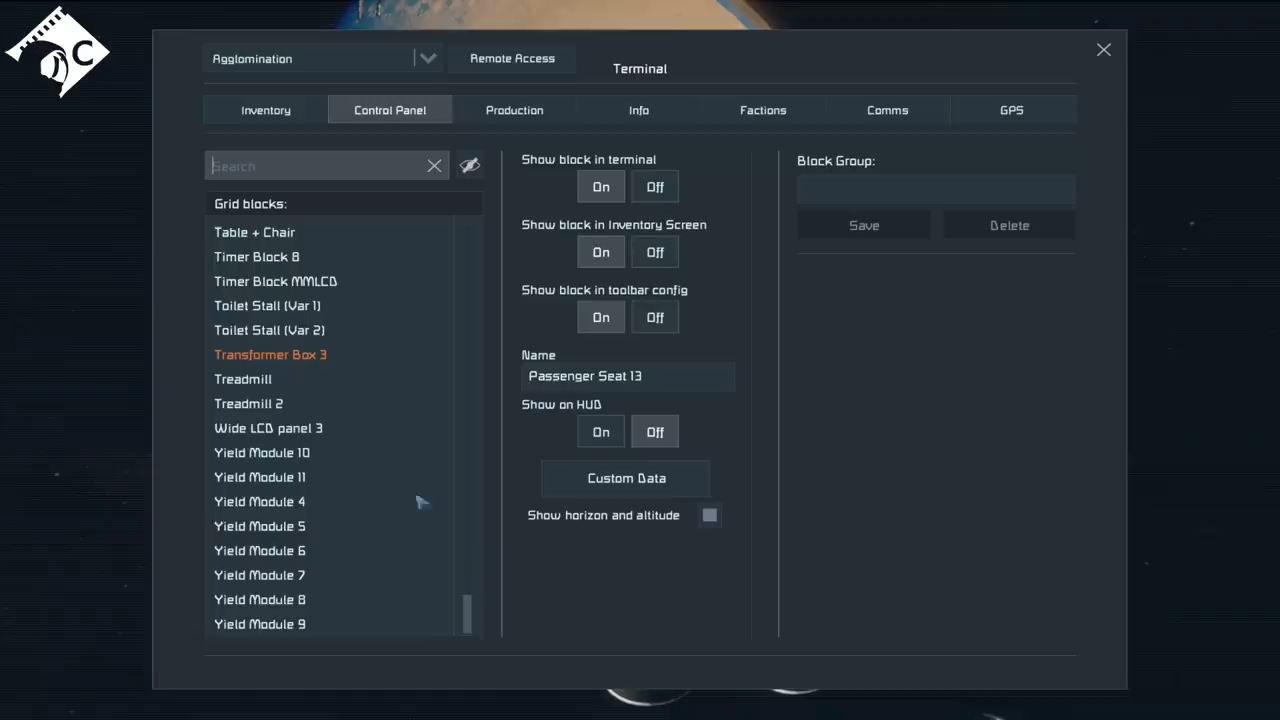 C
Agglomination
Remote Access
Terminal
Inventory
Control Panel
Production
Info
Factions
Comms
GPS
Search
Grid blocks:
Table + Chair
Timer Block 8
Timer Block MMLCD
Toilet Stall (Var 1)
Toilet Stall (Var 2)
Transformer Box 3
Treadmill
Treadmill 2
Wide LCD panel 3
Yield Module 10
Yield Module 11
Yield Module 4
Yield Module 5
Yield Module 6
Yield Module 7
Yield Module 8
Yield Module 9
Show block in terminal
On Off
Show block in Inventory Screen
On Off
Show block in toolbar config
On Off
Name
Passenger Seat 13
Show on HUD
On Off
Custom Data
Show horizon and altitude
Block Group:
Save Delete